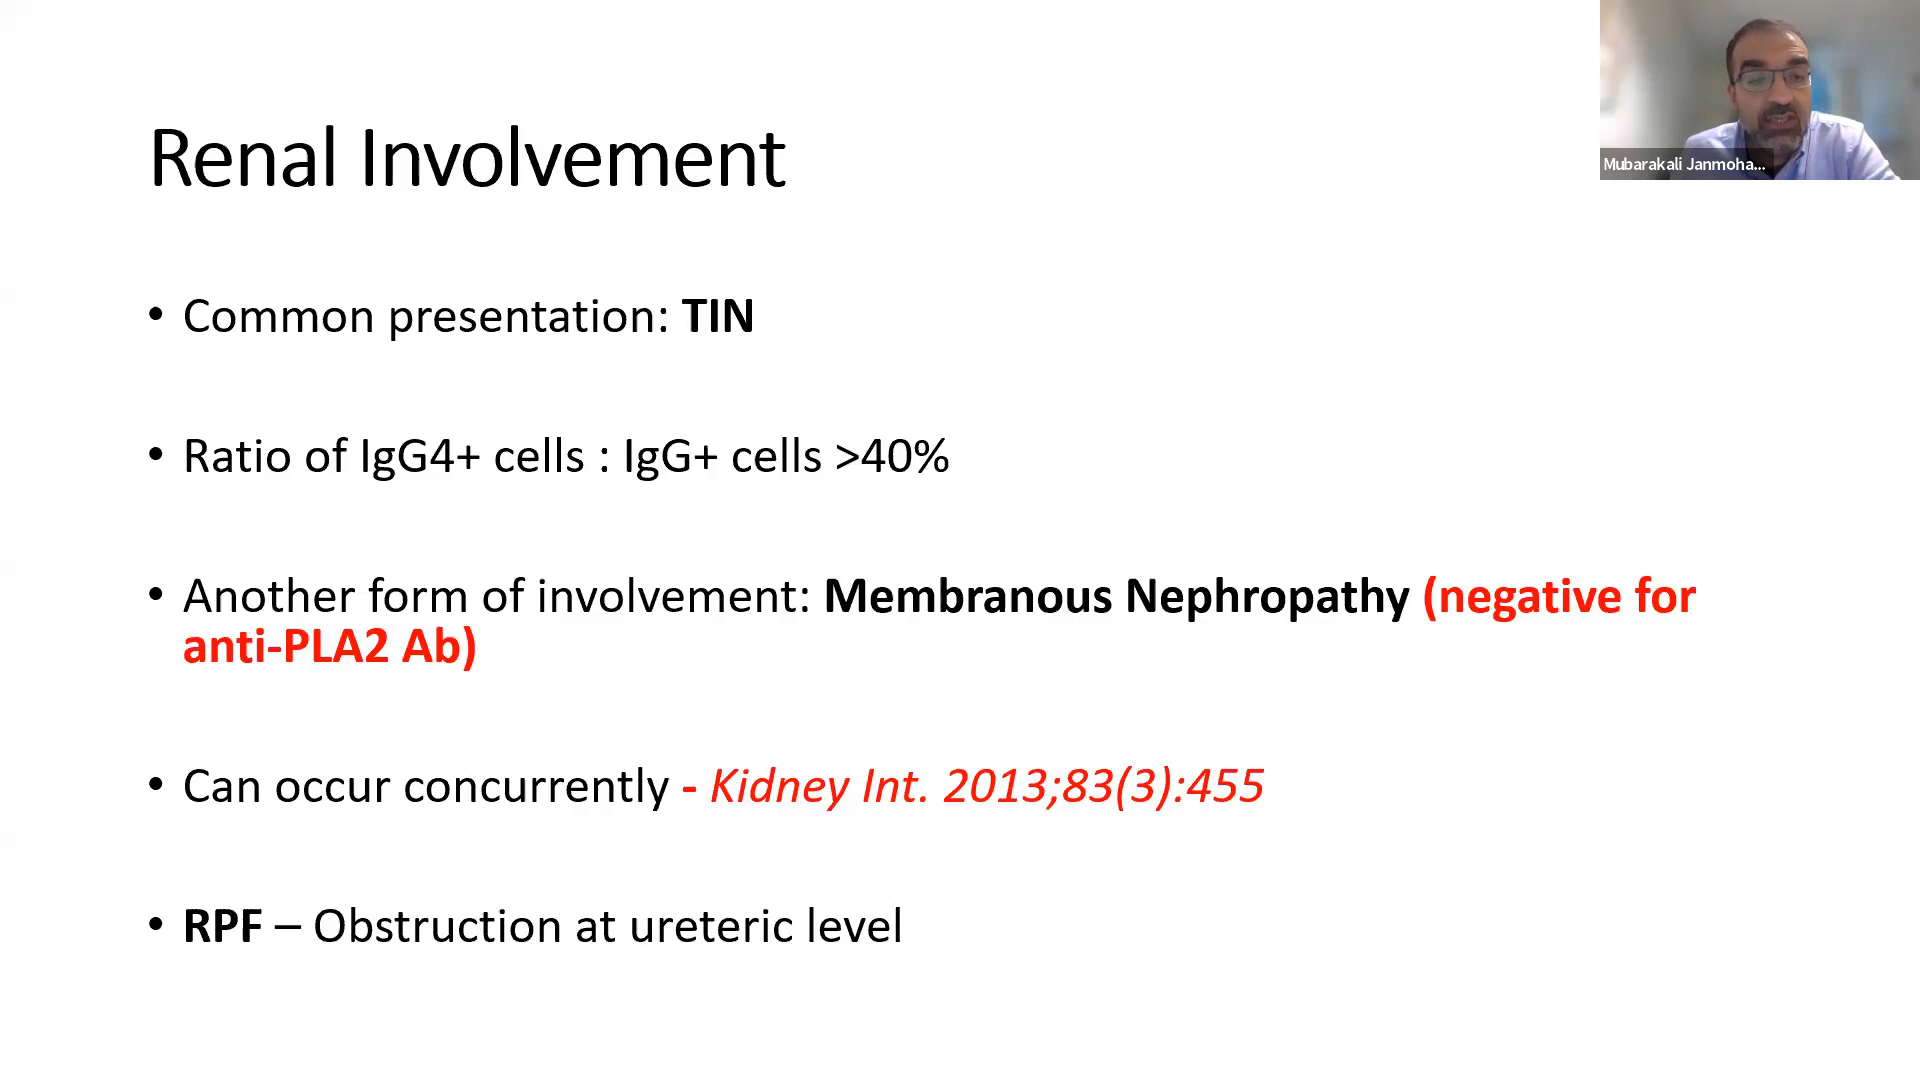 Renal Involvement
Mubarakali Janmoha...
• Common presentation: TIN
• Ratio of IgG4+ cells : IgG+ cells >40%
• Another form of involvement: Membranous Nephropathy (negative for
anti-PLA2 Ab)
• Can occur concurrently - Kidney Int. 2013;83(3):455
• RPF – Obstruction at ureteric level